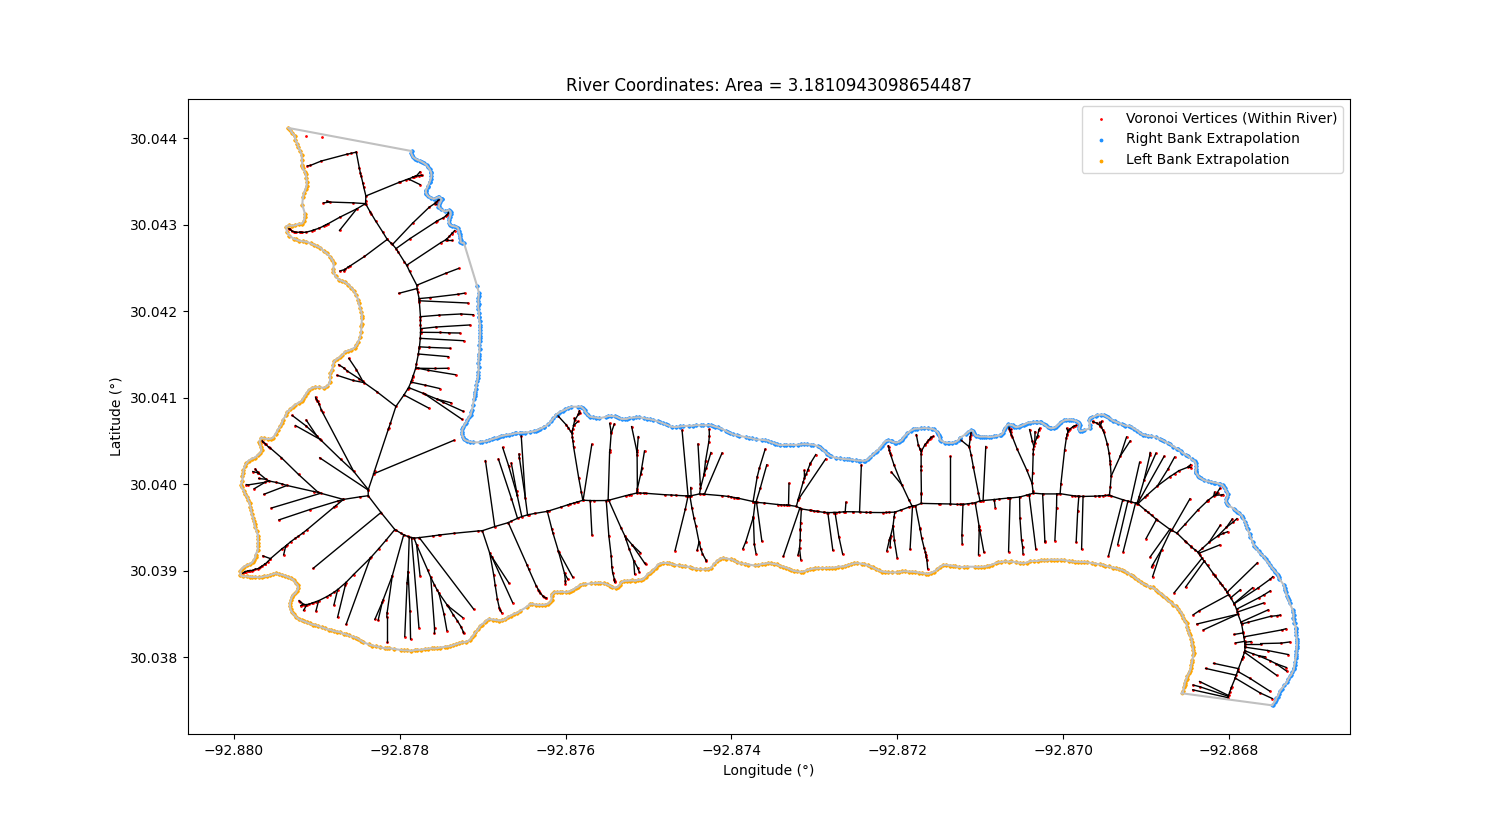 River Coordinates: Area = 3.1810943098654487
Voronoi Vertices (Within River)
Right Bank Extrapolation
Left Bank Extrapolation
30.044
30.043
30.042
30.041
30.040
30.039
30.038
Latitude (°)
−92.880 −92.878 −92.876 −92.874 −92.872 −92.870 −92.868
Longitude (°)